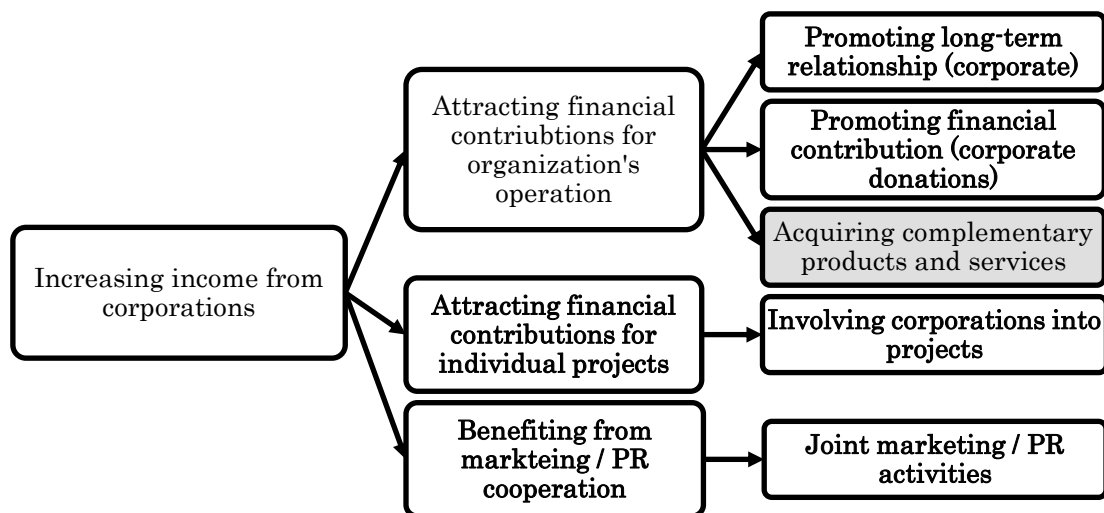 Increasing income from
corporations
Attracting financial
contriubtions for
organization's
operation
Attracting financial
contributions for
individual projects
Benefiting from
markteing / PR
cooperation
Promoting long-term
relationship (corporate)
Promoting financial
contribution (corporate
donations)
Acquiring complementary
products and services
Involving corporations into
projects
Joint marketing / PR
activities